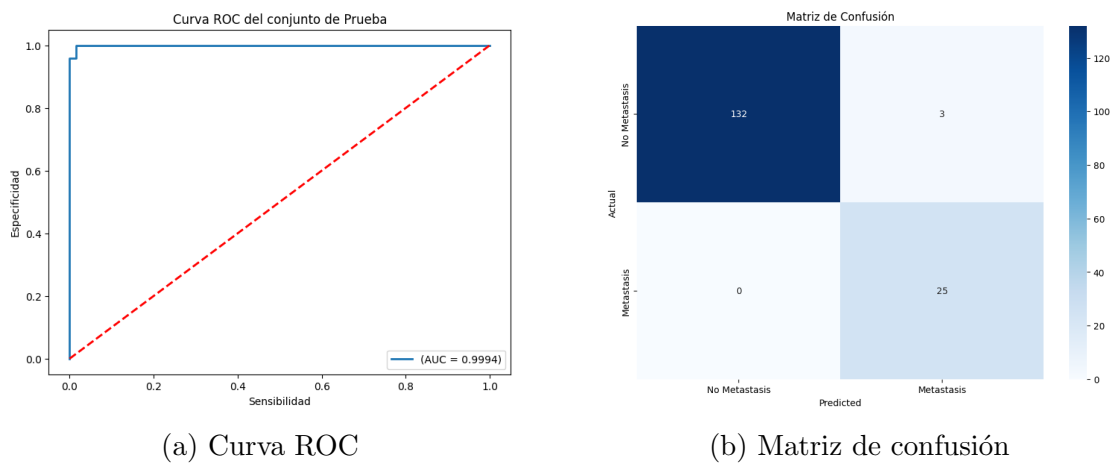 Curva ROC del conjunto de Prueba
1.0
0.8
0.6
0.4
0.2
0.0
Especificidad
0.0 0.2 0.4 0.6 0.8 1.0
Sensibilidad
(AUC = 0.9994)
(a) Curva ROC
Matriz de Confusión
No Metastasis
Metastasis
Actual
132 3
0 25
No Metastasis Metastasis
Predicted
120
100
80
60
40
20
0
(b) Matriz de confusión